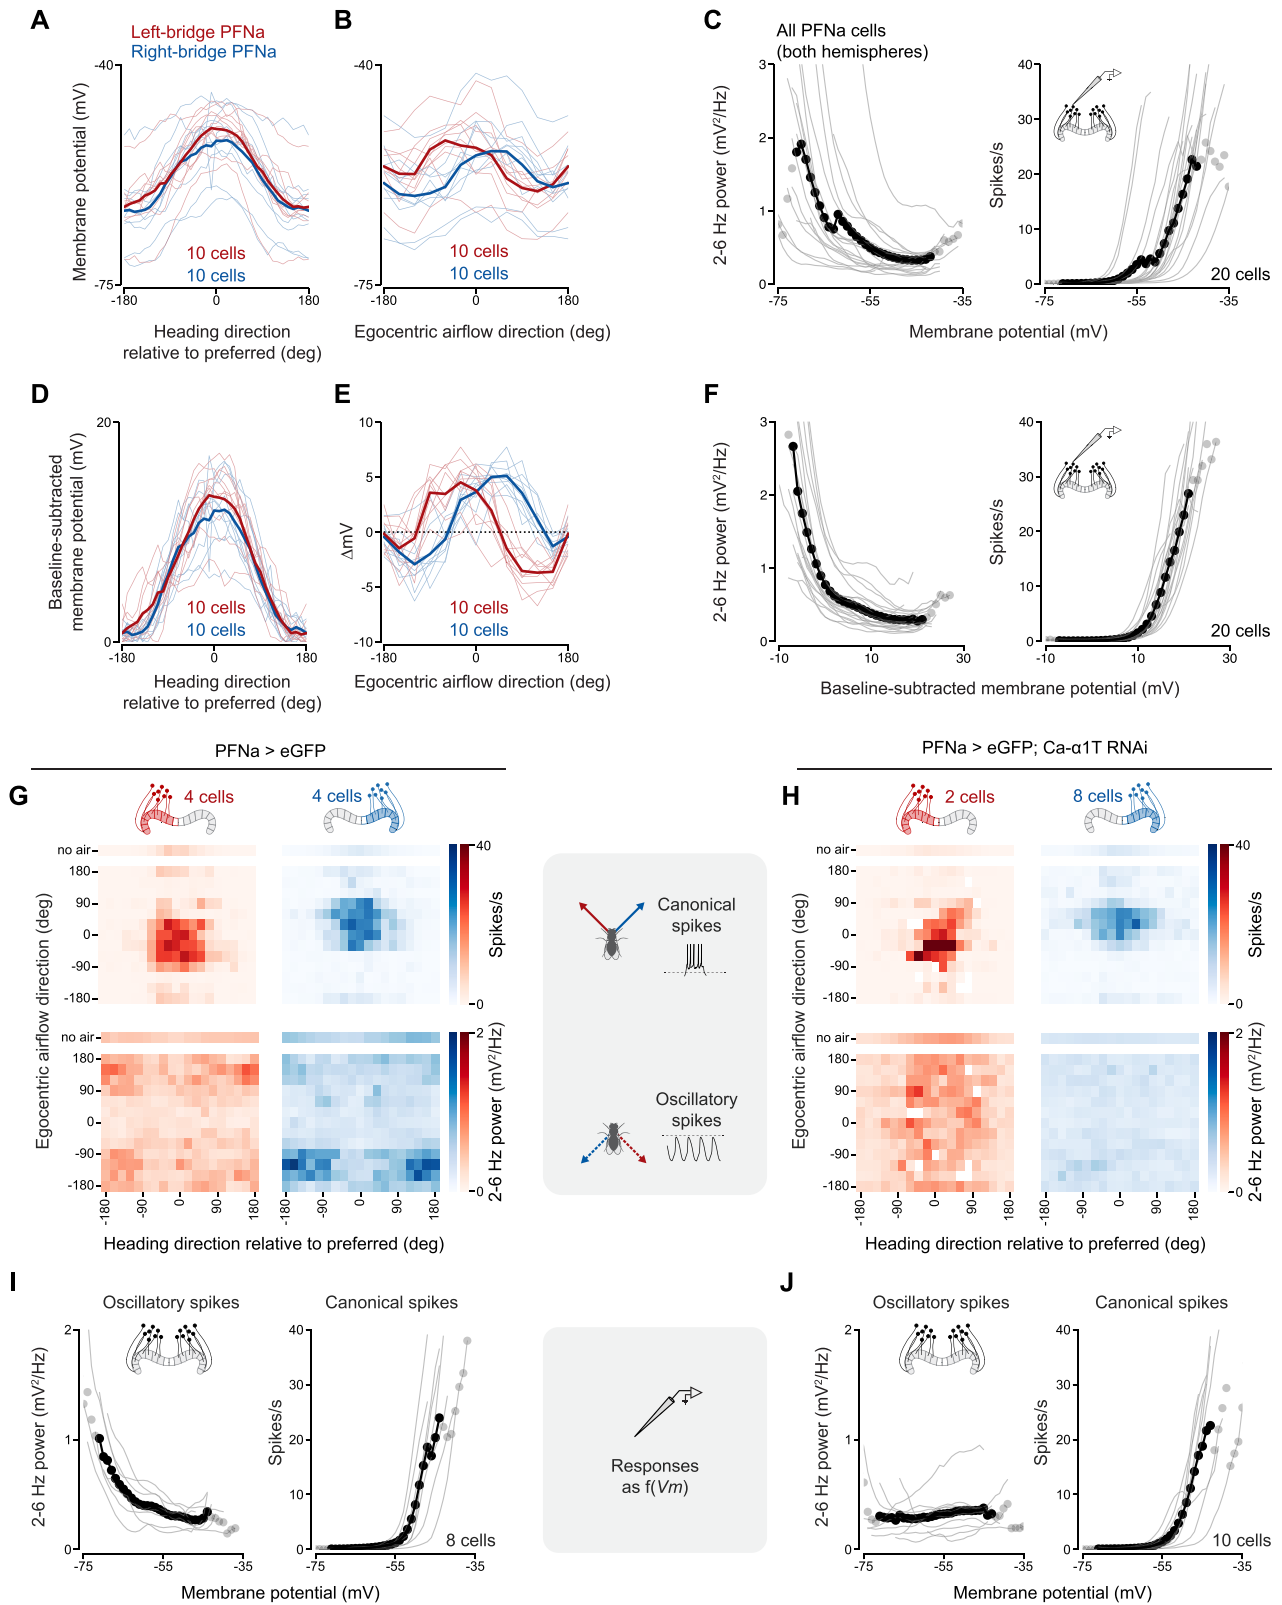 A
Left-bridge PFNa
Right-bridge PFNa
Membrane potential (mV)
-40
-75
10 cells
10 cells
-180
0
180
Heading direction
relative to preferred (deg)
B
-40
-75
-180
0
180
Egocentric airflow direction (deg)
C
All PFNa cells
(both hemispheres)
2-6 Hz power (mV²/Hz)
3
2
1
0
-75
-55
-35
Spikes/s
40
30
20
10
0
20 cells
-75
-55
-35
Membrane potential (mV)
D
Baseline-subtracted
membrane potential (mV)
20
0
10 cells
10 cells
-180
0
180
Heading direction
relative to preferred (deg)
E
ΔmV
10
5
0
-5
-10
10 cells
10 cells
-180
0
180
Egocentric airflow direction (deg)
F
2-6 Hz power (mV²/Hz)
3
2
1
0
-10
10
30
Spikes/s
40
30
20
10
0
20 cells
-10
10
30
Baseline-subtracted membrane potential (mV)
PFNa > eGFP
G
4 cells
4 cells
Egocentric airflow direction (deg)
no air
180
90
0
-90
-180
40
0
Spikes/s
no air
180
90
0
-90
-180
2
0
2-6 Hz power (mV²/Hz)
-180
-90
0
90
180
-180
-90
0
90
180
Heading direction relative to preferred (deg)
Canonical
spikes
Oscillatory
spikes
PFNa > eGFP; Ca-α1T RNAi
H
2 cells
8 cells
Egocentric airflow direction (deg)
no air
180
90
0
-90
-180
40
0
Spikes/s
no air
180
90
0
-90
-180
2
0
2-6 Hz power (mV²/Hz)
-180
-90
0
90
180
-180
-90
0
90
180
Heading direction relative to preferred (deg)
I
Oscillatory spikes
2-6 Hz power (mV²/Hz)
2
1
0
-75
-55
-35
Canonical spikes
Spikes/s
40
30
20
10
0
8 cells
-75
-55
-35
Membrane potential (mV)
Responses
as f(Vm)
J
Oscillatory spikes
2-6 Hz power (mV²/Hz)
2
1
0
-75
-55
-35
Canonical spikes
Spikes/s
40
30
20
10
0
10 cells
-75
-55
-35
Membrane potential (mV)